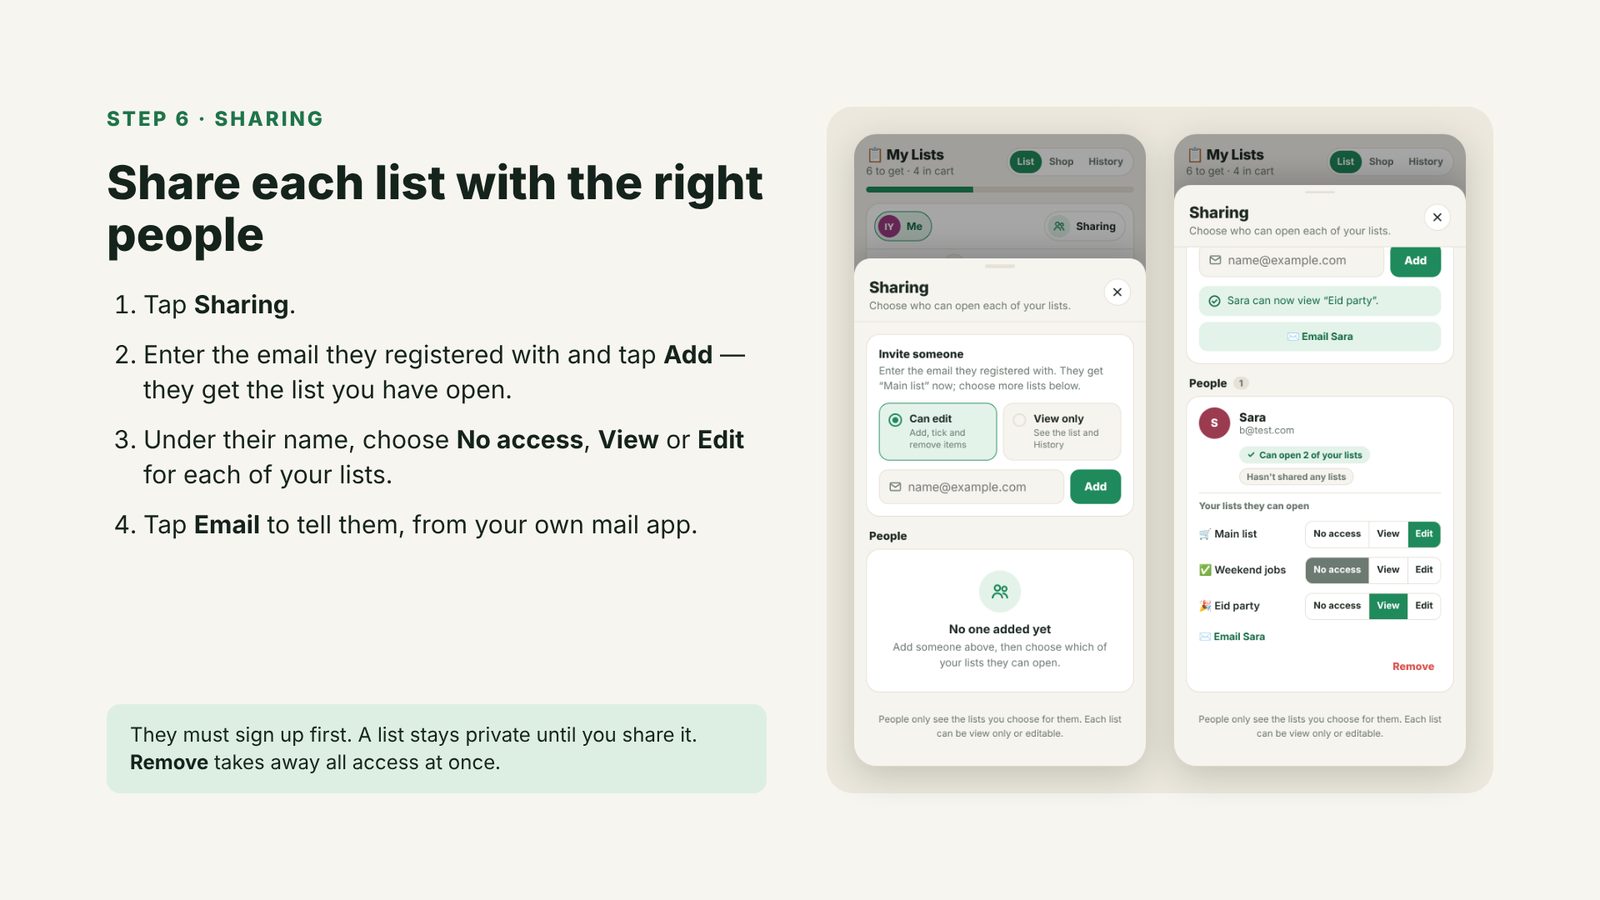 STEP 6 · SHARING
Share each list with the right
people
1. Tap Sharing.
2. Enter the email they registered with and tap Add —
they get the list you have open.
3. Under their name, choose No access, View or Edit
for each of your lists.
4. Tap Email to tell them, from your own mail app.
They must sign up first. A list stays private until you share it.
Remove takes away all access at once.
📋 My Lists
6 to get · 4 in cart
List Shop History
IY Me Sharing
Sharing
Choose who can open each of your lists.
Invite someone
Enter the email they registered with. They get
“Main list” now; choose more lists below.
Can edit
Add, tick and
remove items
View only
See the list and
History
name@example.com Add
People
No one added yet
Add someone above, then choose which of
your lists they can open.
People only see the lists you choose for them. Each list
can be view only or editable.
📋 My Lists
6 to get · 4 in cart
List Shop History
Sharing
Choose who can open each of your lists.
name@example.com Add
Sara can now view “Eid party”.
✉️ Email Sara
People 1
S Sara
b@test.com
✓ Can open 2 of your lists
Hasn't shared any lists
Your lists they can open
🛒 Main list No access View Edit
✅ Weekend jobs No access View Edit
🎉 Eid party No access View Edit
✉️ Email Sara
Remove
People only see the lists you choose for them. Each list
can be view only or editable.